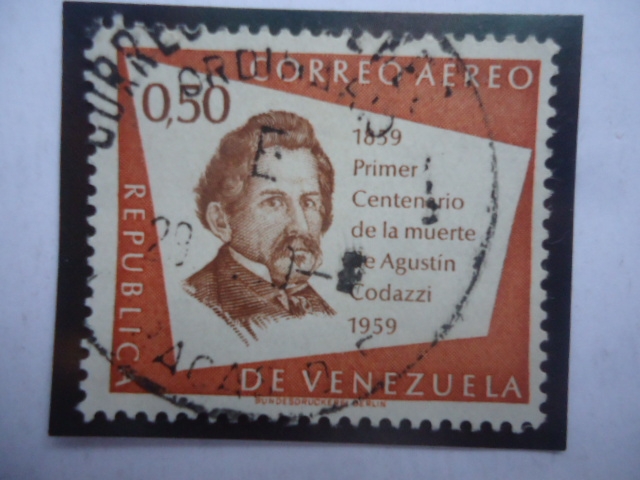 CORREO AEREO
0,50
1859
Primer
Centenario
de la muerte
de Agustín
Codazzi
1959
REPUBLICA
DE VENEZUELA
BUNDESDRUCKEREI BERLIN